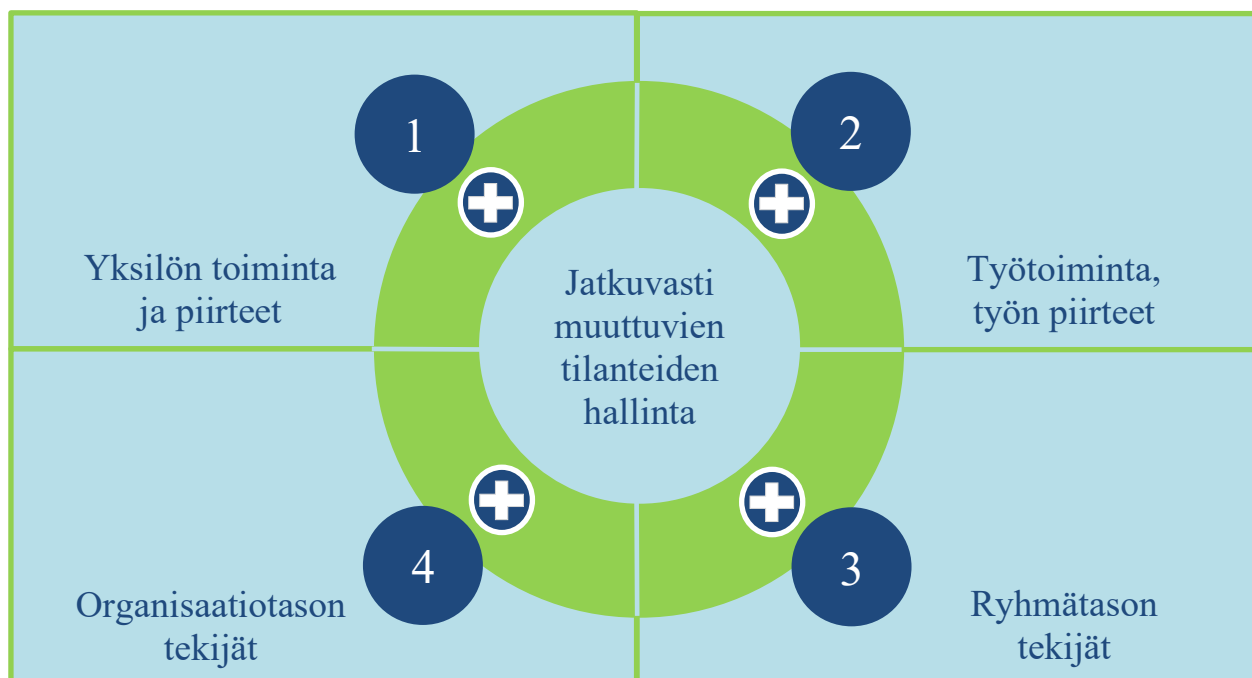 1
Yksilön toiminta
ja piirteet
2
Työtoiminta,
työn piirteet
Jatkuvasti
muuttuvien
tilanteiden
hallinta
4
Organisaatiotason
tekijät
3
Ryhmätason
tekijät